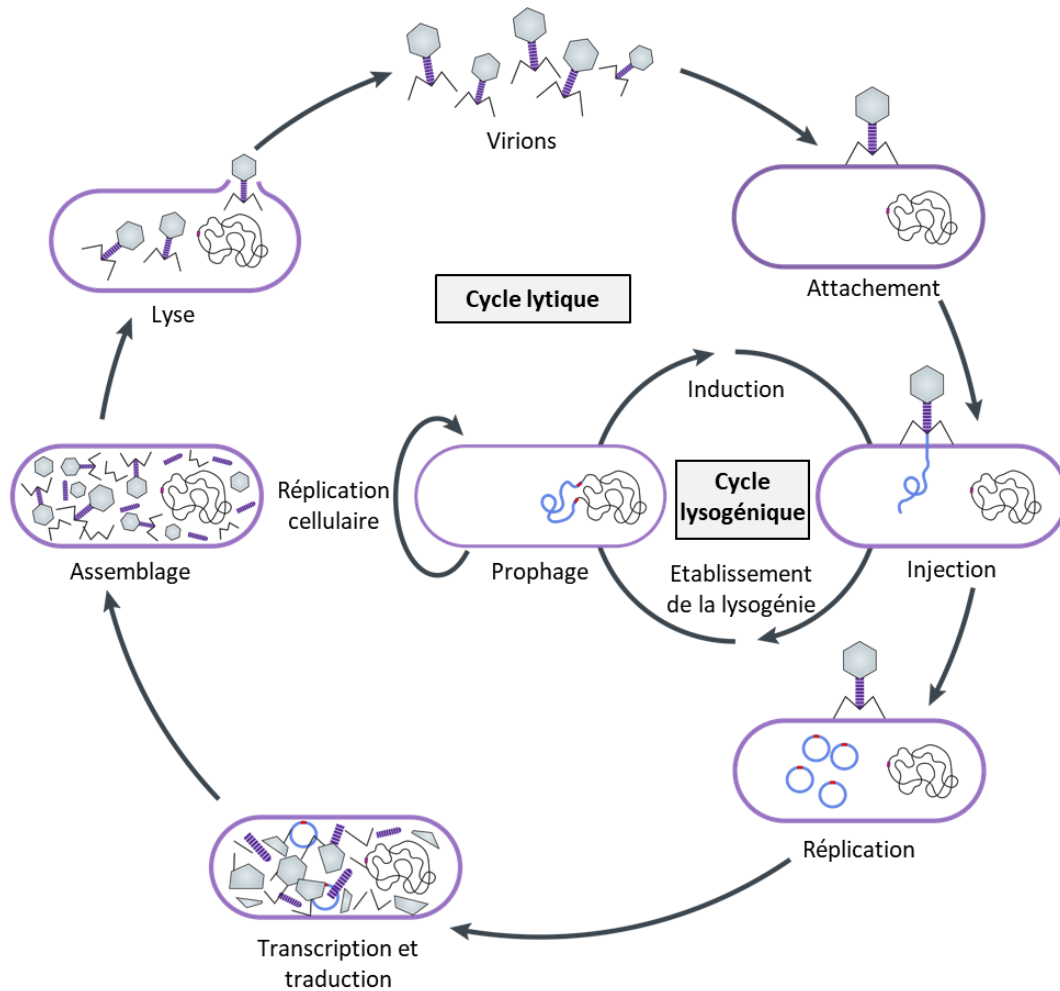 Virions
Attachement
Lyse
Cycle lytique
Induction
Réplication
cellulaire
Cycle
lysogénique
Prophage
Etablissement
de la lysogénie
Injection
Assemblage
Réplication
Transcription et
traduction